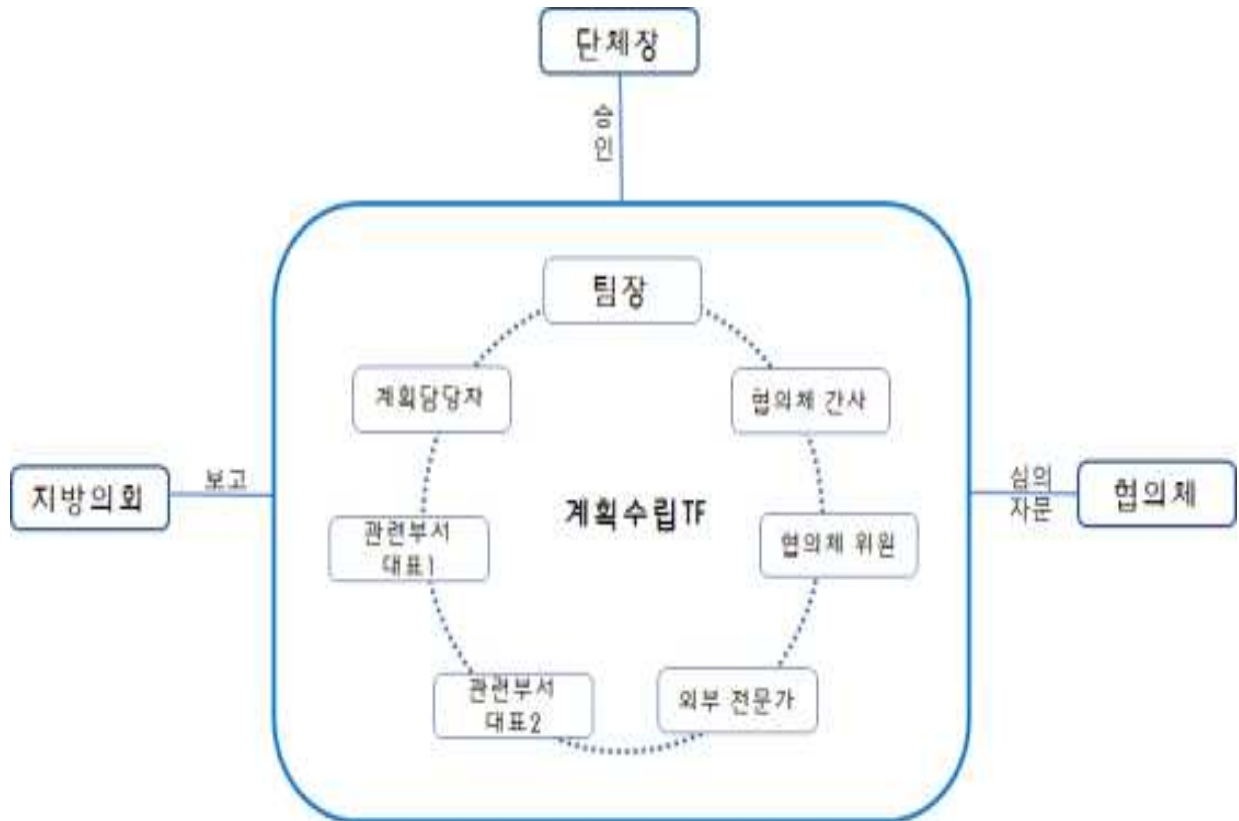 단체장
승
인
팀장
계획담당자
협의체 간사
지방의회
보고
계획수립TF
심의
자문
협의체
관련부서
대표1
협의체 위원
관련부서
대표2
외부 전문가